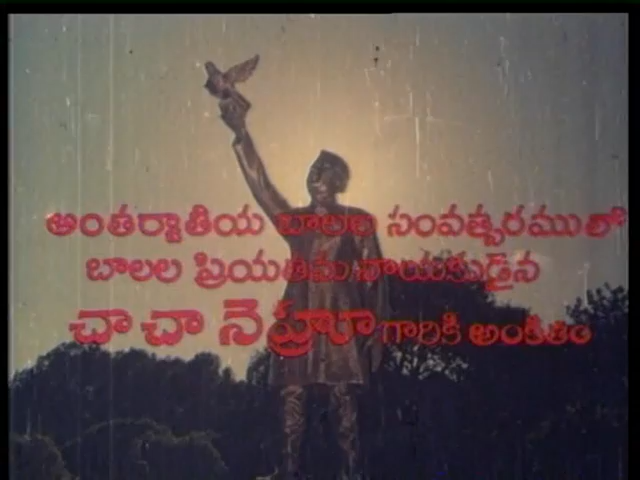 అంతర్జాతీయ బాలల సంవత్సరములో
బాలల ప్రియతమ నాయకుడైన
చాచా నెహ్రూ గారికి అంకితం